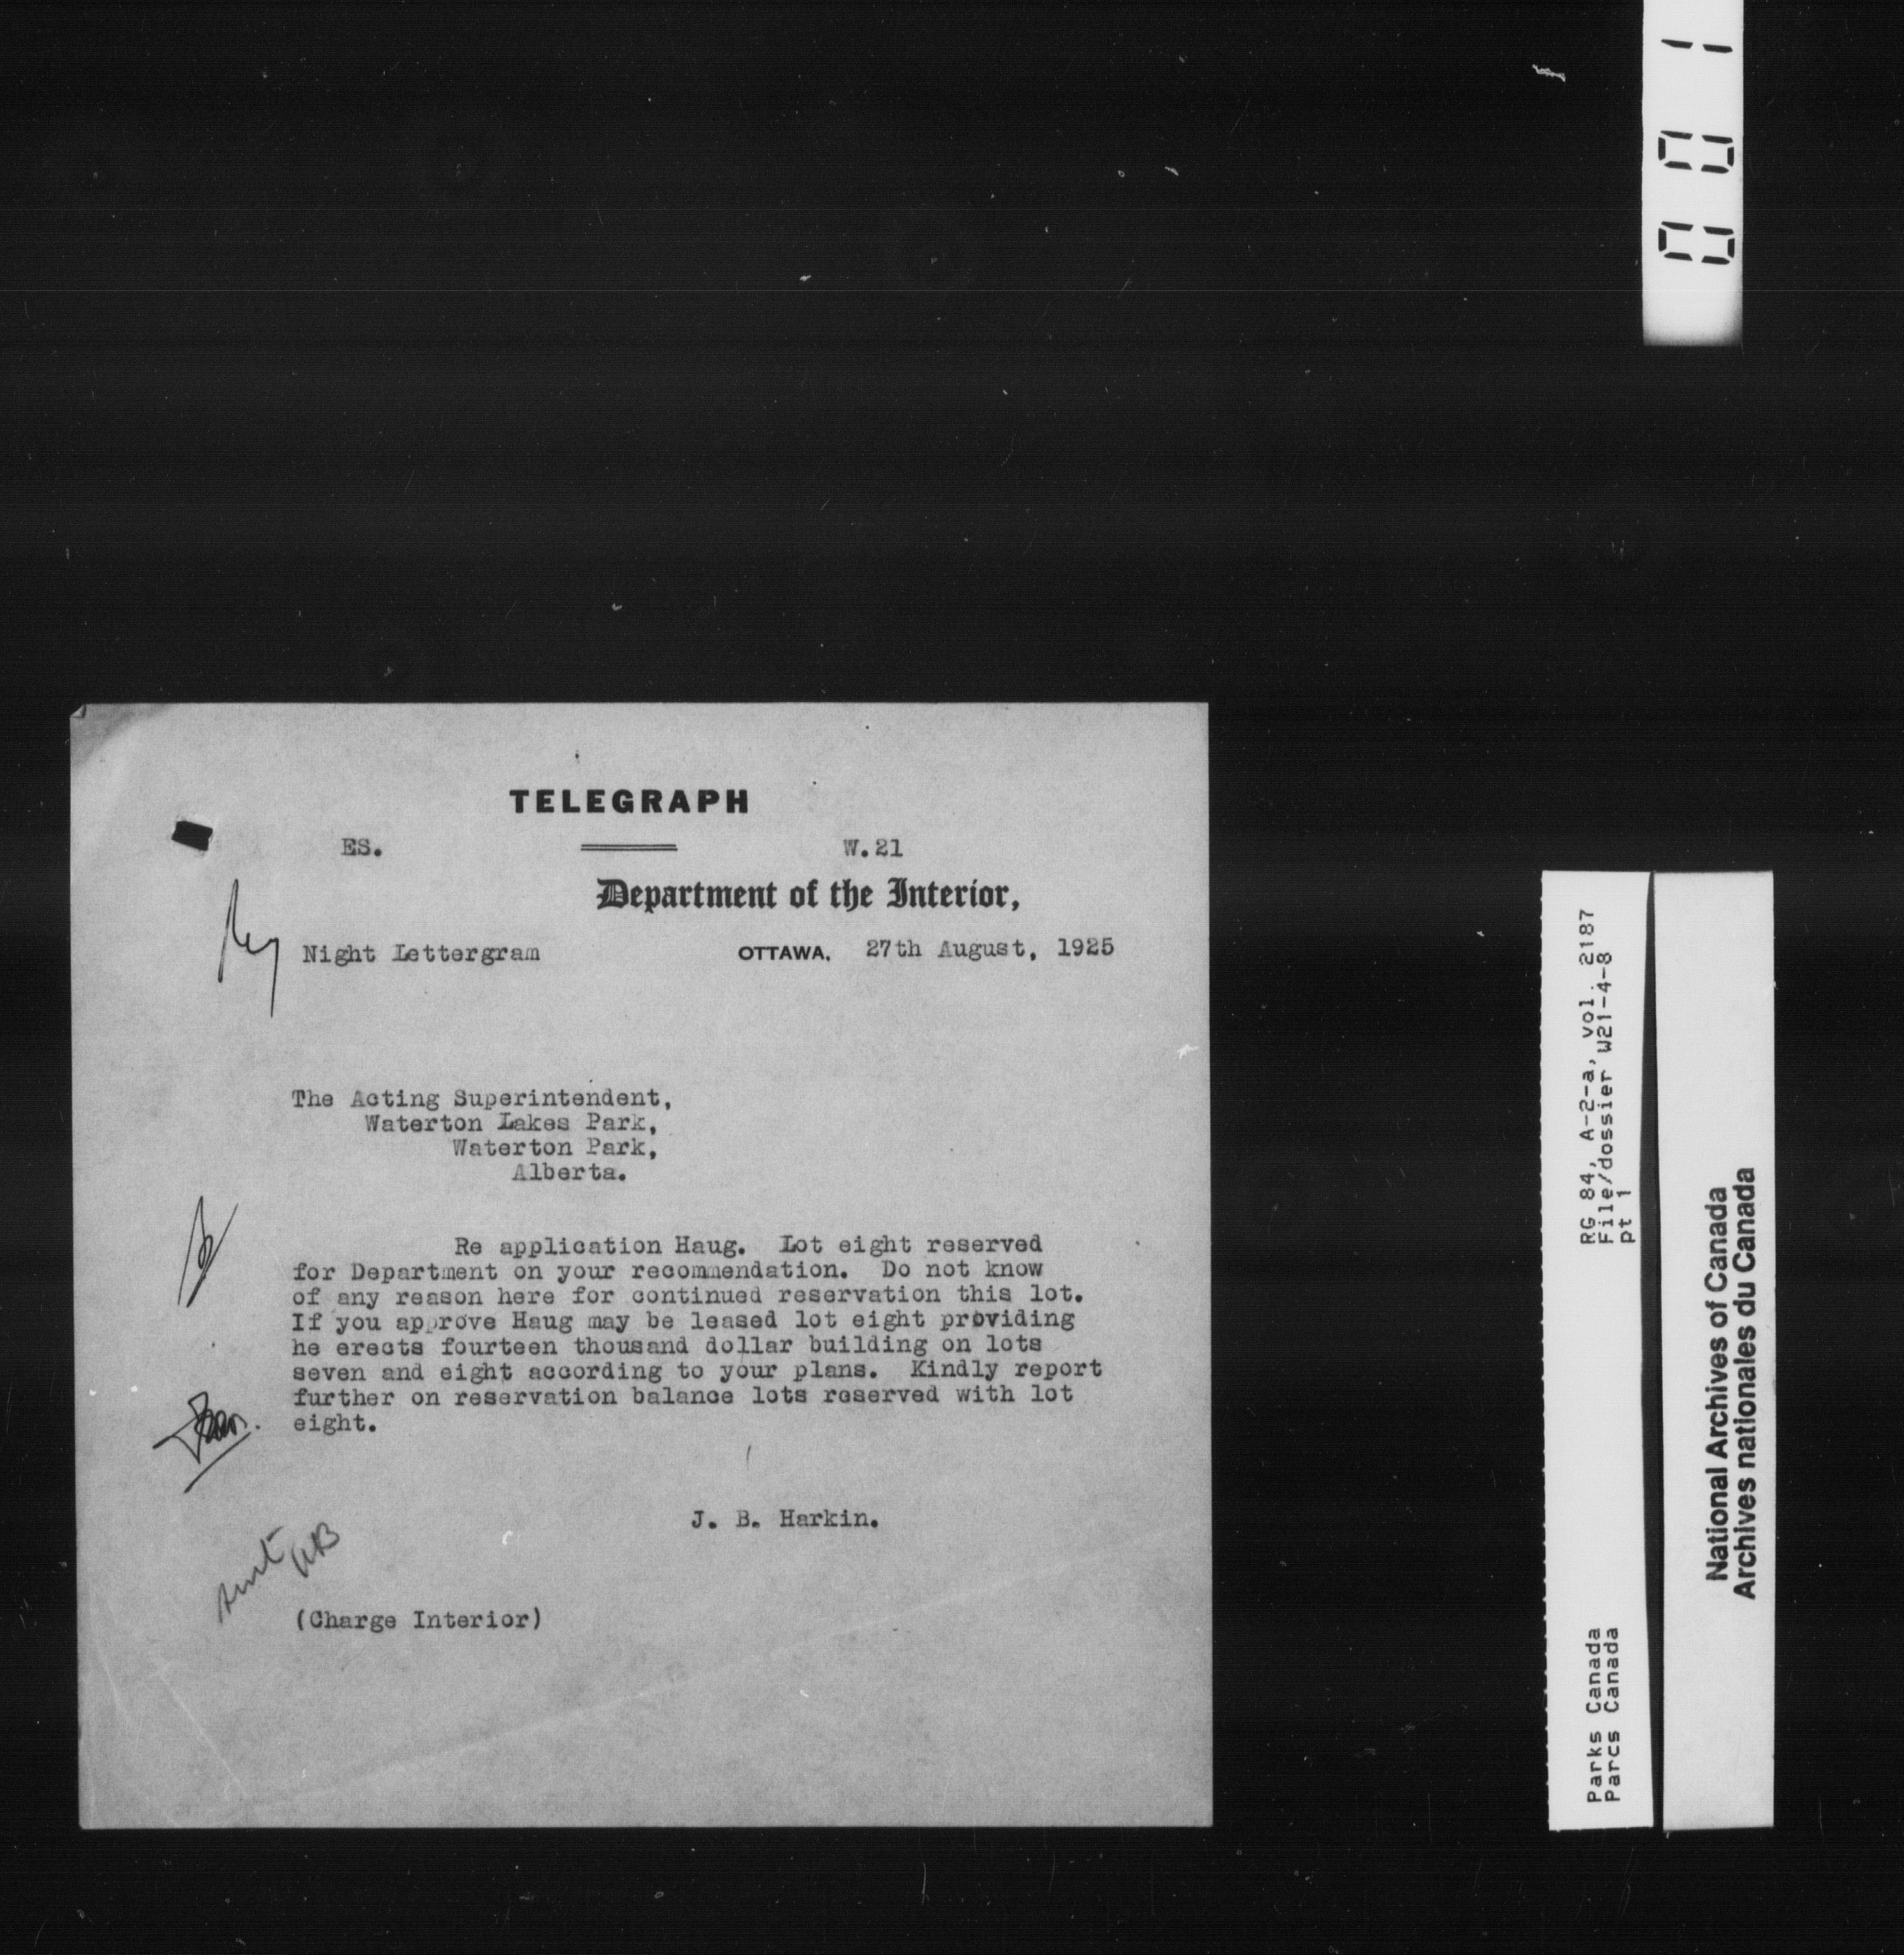 001
TELEGRAPH
ES. W.21
Department of the Interior,
Night Lettergram OTTAWA, 27th August, 1925
The Acting Superintendent,
Waterton Lakes Park,
Waterton Park,
Alberta.
Re application Haug. Lot eight reserved
for Department on your recommendation. Do not know
of any reason here for continued reservation this lot.
If you approve Haug may be leased lot eight providing
he erects fourteen thousand dollar building on lots
seven and eight according to your plans. Kindly report
further on reservation balance lots reserved with lot
eight.
J. B. Harkin.
(Charge Interior)
RG 84, A-2-a, vol. 2187
File/dossier W21-4-8
pt 1
Parks Canada
Parcs Canada
National Archives of Canada
Archives nationales du Canada